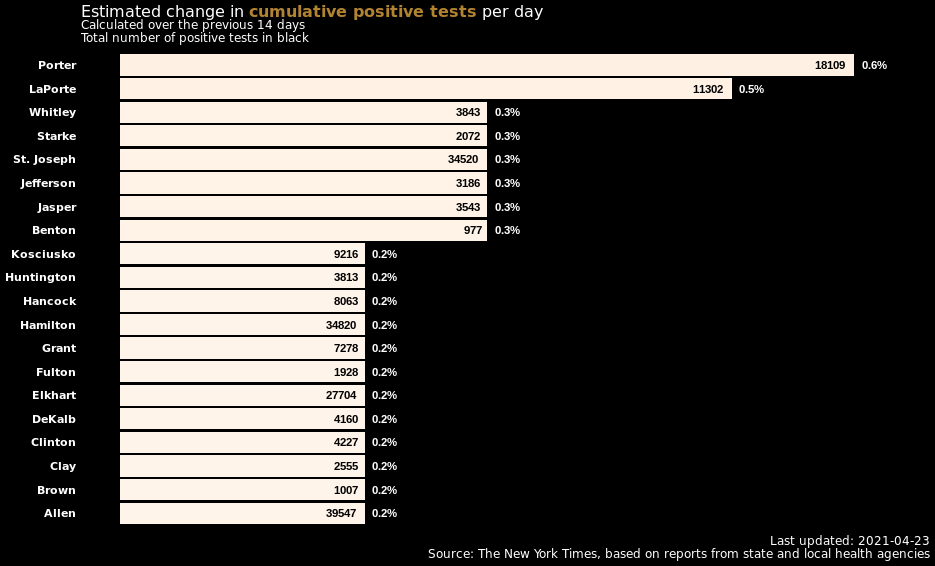 Estimated change in cumulative positive tests per day
Calculated over the previous 14 days
Total number of positive tests in black
Porter 18109 0.6%
LaPorte 11302 0.5%
Whitley 3843 0.3%
Starke 2072 0.3%
St. Joseph 34520 0.3%
Jefferson 3186 0.3%
Jasper 3543 0.3%
Benton 977 0.3%
Kosciusko 9216 0.2%
Huntington 3813 0.2%
Hancock 8063 0.2%
Hamilton 34820 0.2%
Grant 7278 0.2%
Fulton 1928 0.2%
Elkhart 27704 0.2%
DeKalb 4160 0.2%
Clinton 4227 0.2%
Clay 2555 0.2%
Brown 1007 0.2%
Allen 39547 0.2%
Last updated: 2021-04-23
Source: The New York Times, based on reports from state and local health agencies